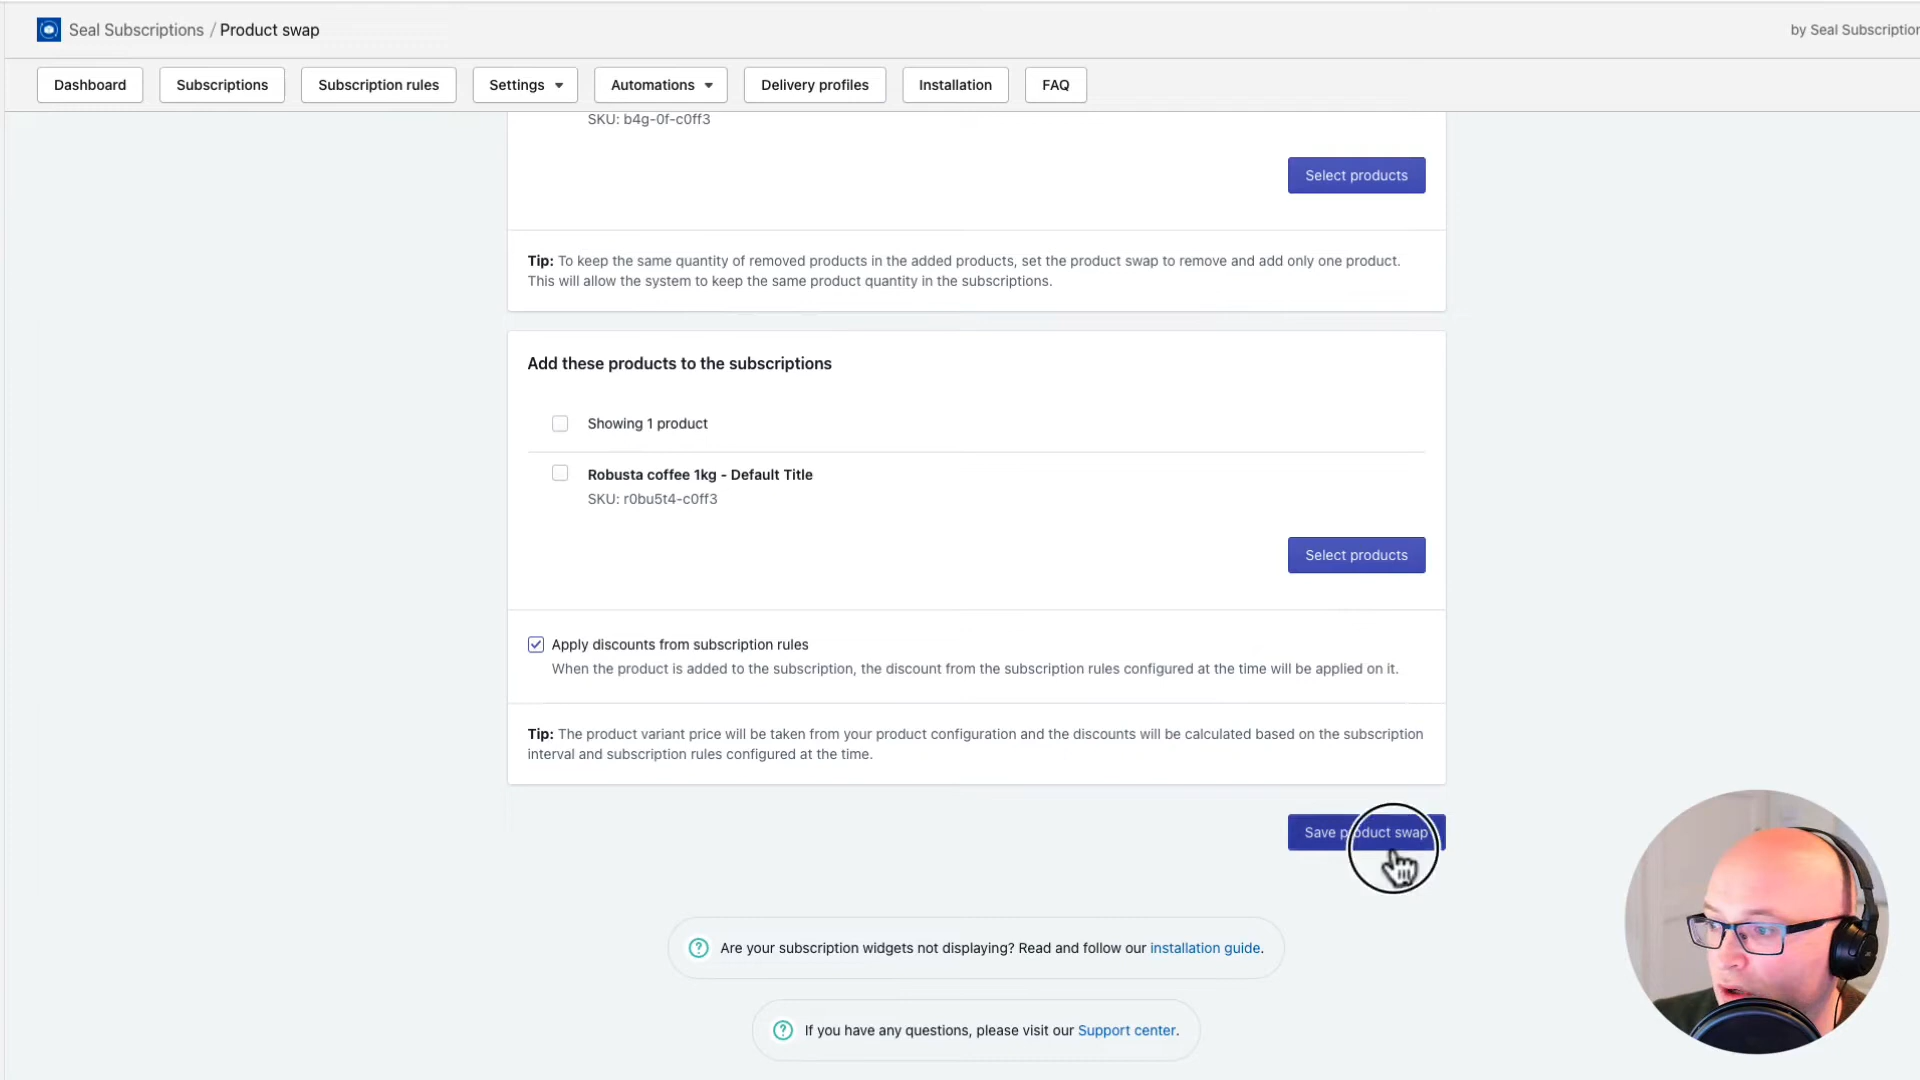 Seal Subscriptions / Product swap
by Seal Subscription
Dashboard
Subscriptions
Subscription rules
Settings
Automations
Delivery profiles
Installation
FAQ
SKU: b4g-0f-c0ff3
Select products
Tip: To keep the same quantity of removed products in the added products, set the product swap to remove and add only one product.
This will allow the system to keep the same product quantity in the subscriptions.
Add these products to the subscriptions
Showing 1 product
Robusta coffee 1kg - Default Title
SKU: r0bu5t4-c0ff3
Select products
Apply discounts from subscription rules
When the product is added to the subscription, the discount from the subscription rules configured at the time will be applied on it.
Tip: The product variant price will be taken from your product configuration and the discounts will be calculated based on the subscription
interval and subscription rules configured at the time.
Save product swap
Are your subscription widgets not displaying? Read and follow our installation guide.
If you have any questions, please visit our Support center.